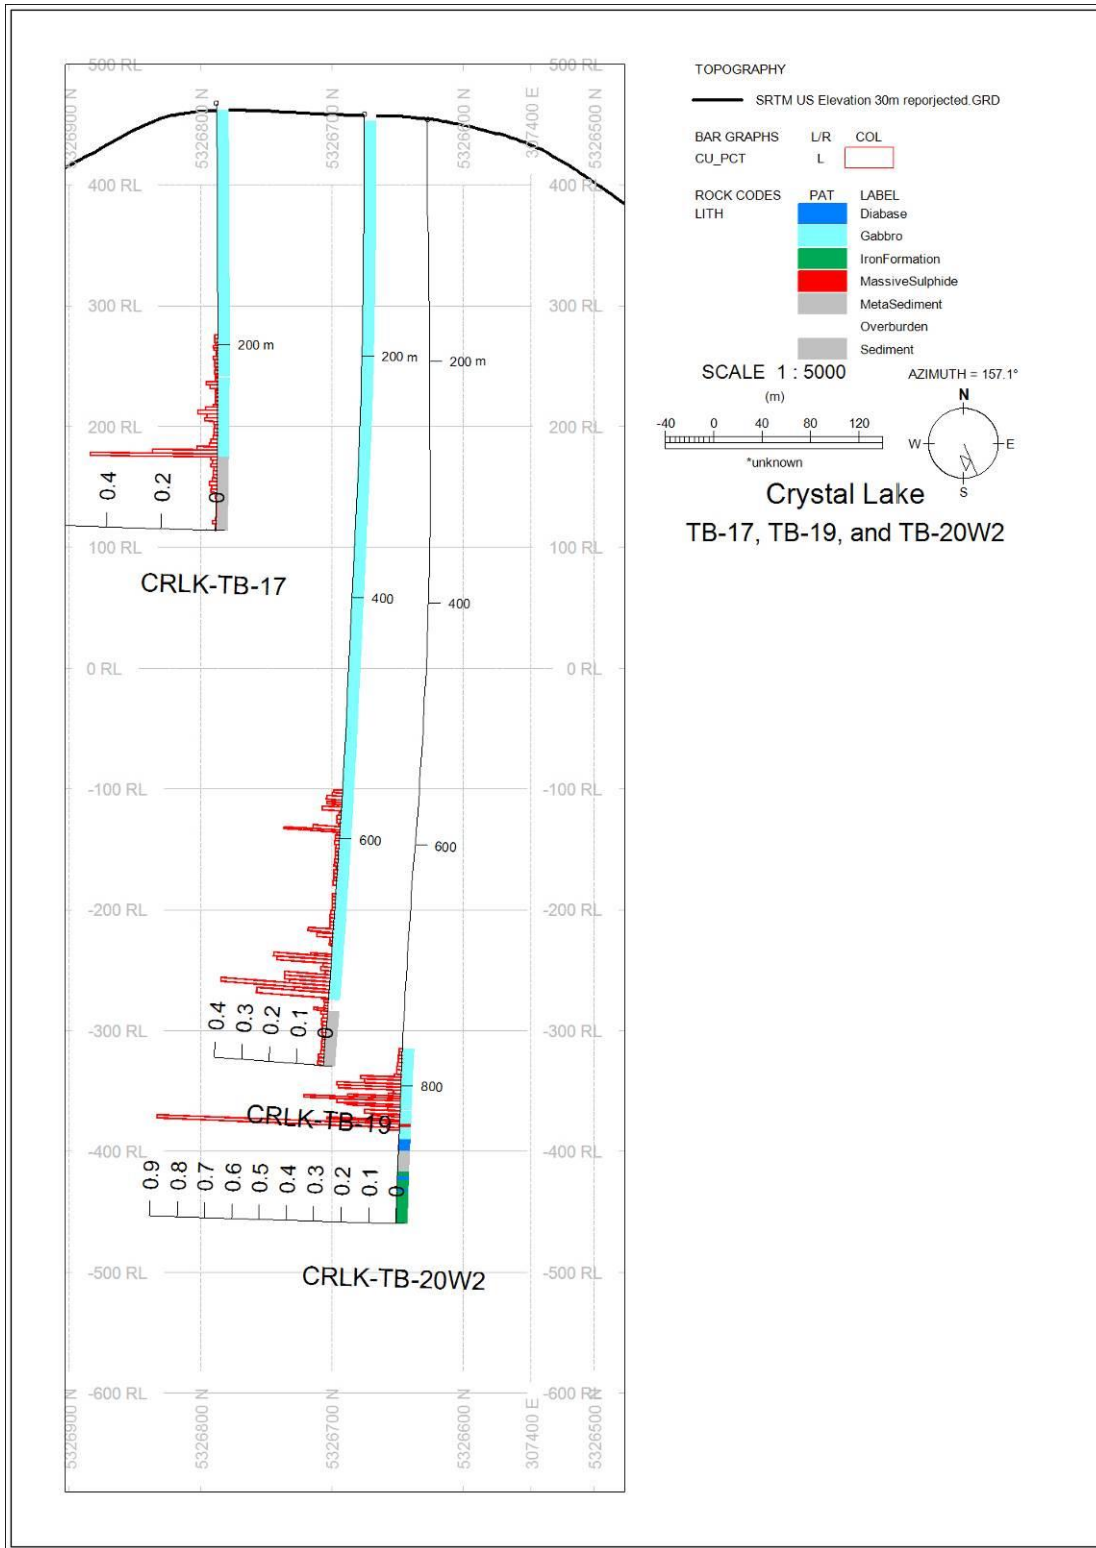 500 RL
500 RL
5326900 N
5326800 N
5326700 N
5326600 N
307400 E
5326500 N
400 RL
400 RL
300 RL
300 RL
200 m
200 m
200 m
200 RL
200 RL
0.4
0.2
0
100 RL
100 RL
CRLK-TB-17
400
400
0 RL
0 RL
-100 RL
-100 RL
600
600
-200 RL
-200 RL
0.4
0.3
0.2
0.1
0
-300 RL
-300 RL
800
CRLK-TB-19
-400 RL
-400 RL
0.9
0.8
0.7
0.6
0.5
0.4
0.3
0.2
0.1
0
CRLK-TB-20W2
-500 RL
-500 RL
-600 RL
-600 RL
5326900 N
5326800 N
5326700 N
5326600 N
307400 E
5326500 N
TOPOGRAPHY
SRTM US Elevation 30m reporjected.GRD
BAR GRAPHS L/R COL
CU_PCT L
ROCK CODES PAT LABEL
LITH Diabase
Gabbro
IronFormation
MassiveSulphide
MetaSediment
Overburden
Sediment
SCALE 1 : 5000
(m)
-40 0 40 80 120
*unknown
AZIMUTH = 157.1°
N
W E
S
Crystal Lake
TB-17, TB-19, and TB-20W2